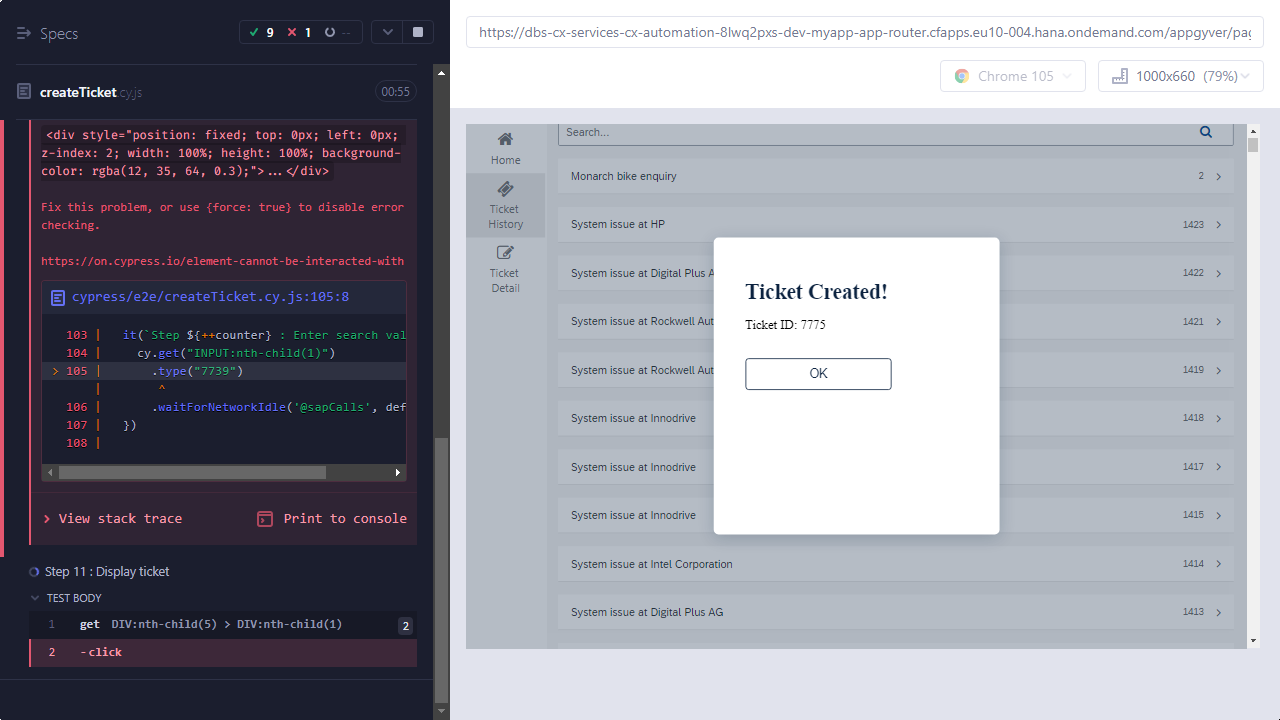 Specs
9
1
--
createTicket.cy.js
00:55
<div style="position: fixed; top: 0px; left: 0px;
z-index: 2; width: 100%; height: 100%; background-
color: rgba(12, 35, 64, 0.3);">...</div>
Fix this problem, or use {force: true} to disable error
checking.
https://on.cypress.io/element-cannot-be-interacted-with
cypress/e2e/createTicket.cy.js:105:8
103 | it(`Step ${++counter} : Enter search val
104 | cy.get("INPUT:nth-child(1)")
> 105 | .type("7739")
| ^
106 | .waitForNetworkIdle('@sapCalls', def
107 | })
108 |
View stack trace
Print to console
Step 11 : Display ticket
TEST BODY
1 get DIV:nth-child(5) > DIV:nth-child(1) 2
2 -click
https://dbs-cx-services-cx-automation-8lwq2pxs-dev-myapp-app-router.cfapps.eu10-004.hana.ondemand.com/appgyver/pag
Chrome 105
1000x660 (79%)
Home
Ticket
History
Ticket
Detail
Search...
Monarch bike enquiry 2
System issue at HP 1423
System issue at Digital Plus A 1422
System issue at Rockwell Aut 1421
System issue at Rockwell Aut 1419
System issue at Innodrive 1418
System issue at Innodrive 1417
System issue at Innodrive 1415
System issue at Intel Corporation 1414
System issue at Digital Plus AG 1413
Ticket Created!
Ticket ID: 7775
OK